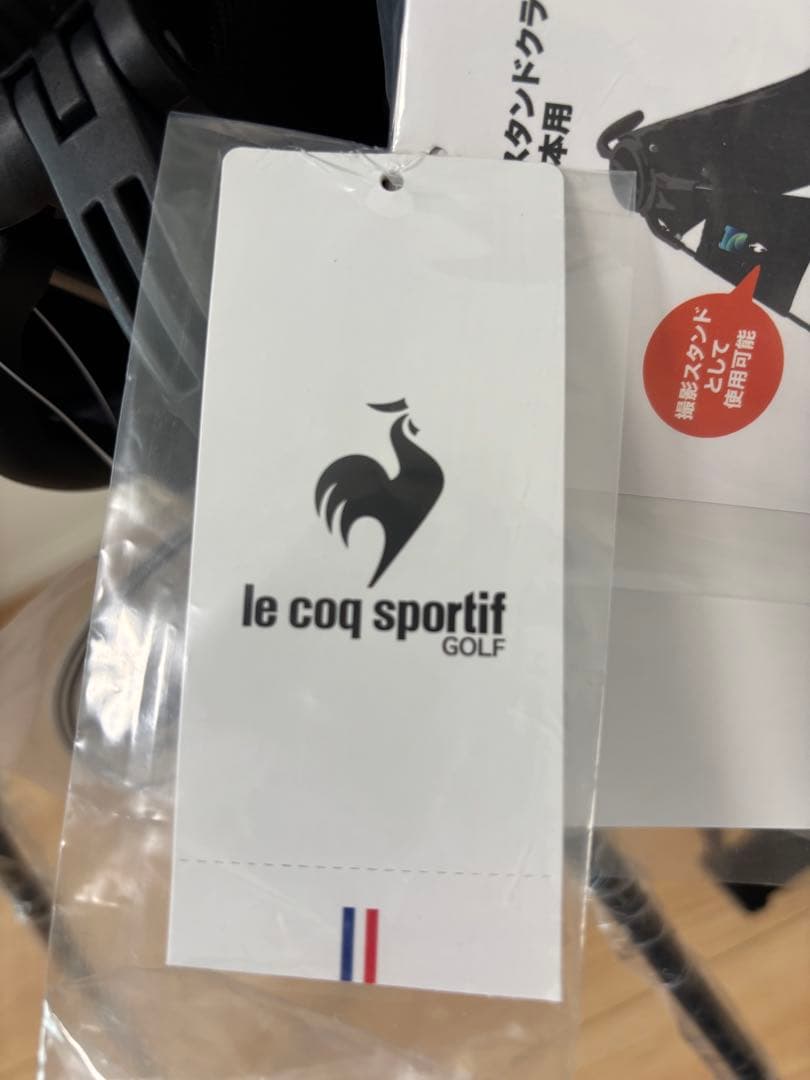 le coq sportif
GOLF
スタンドクラ
本用
撮影スタンド
として
使用可能